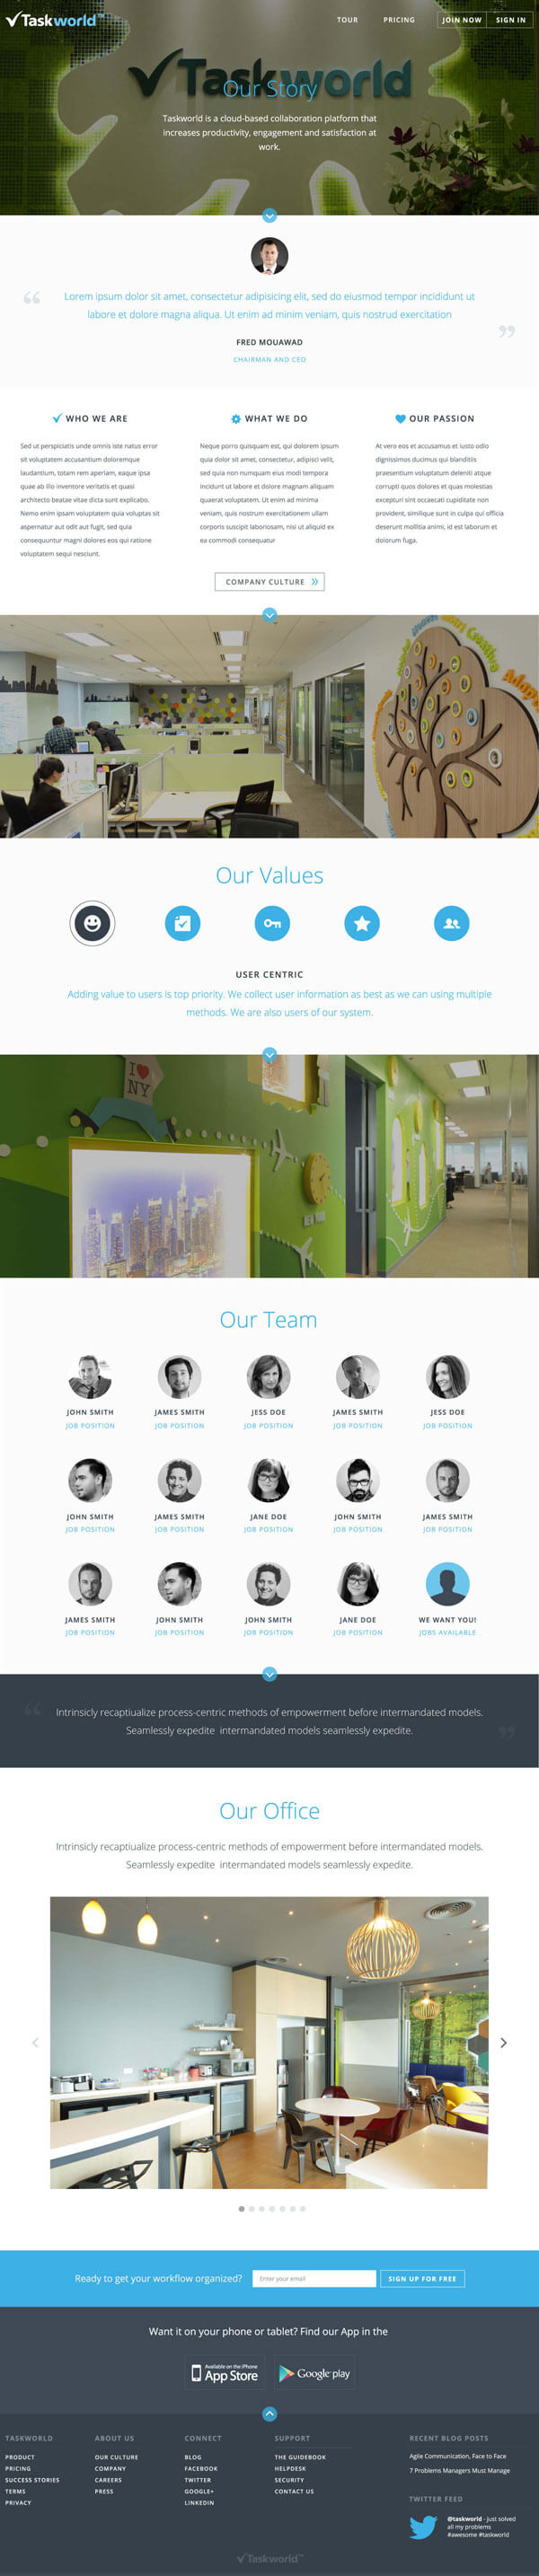 Taskworld™
TOUR PRICING JOIN NOW SIGN IN
Taskworld
Our Story
Taskworld is a cloud-based collaboration platform that
increases productivity, engagement and satisfaction at
work.
Lorem ipsum dolor sit amet, consectetur adipisicing elit, sed do eiusmod tempor incididunt ut
labore et dolore magna aliqua. Ut enim ad minim veniam, quis nostrud exercitation
FRED MOUAWAD
CHAIRMAN AND CEO
WHO WE ARE
Sed ut perspiciatis unde omnis iste natus error
sit voluptatem accusantium doloremque
laudantium, totam rem aperiam, eaque ipsa
quae ab illo inventore veritatis et quasi
architecto beatae vitae dicta sunt explicabo.
Nemo enim ipsam voluptatem quia voluptas sit
aspernatur aut odit aut fugit, sed quia
consequuntur magni dolores eos qui ratione
voluptatem sequi nesciunt.
WHAT WE DO
Neque porro quisquam est, qui dolorem ipsum
quia dolor sit amet, consectetur, adipisci velit,
sed quia non numquam eius modi tempora
incidunt ut labore et dolore magnam aliquam
quaerat voluptatem. Ut enim ad minima
veniam, quis nostrum exercitationem ullam
corporis suscipit laboriosam, nisi ut aliquid ex
ea commodi consequatur
OUR PASSION
At vero eos et accusamus et iusto odio
dignissimos ducimus qui blanditiis
praesentium voluptatum deleniti atque
corrupti quos dolores et quas molestias
excepturi sint occaecati cupiditate non
provident, similique sunt in culpa qui officia
deserunt mollitia animi, id est laborum et
dolorum fuga.
COMPANY CULTURE »
Creative
Our Values
USER CENTRIC
Adding value to users is top priority. We collect user information as best as we can using multiple
methods. We are also users of our system.
I
NY
Our Team
JOHN SMITH JAMES SMITH JESS DOE JAMES SMITH JESS DOE
JOB POSITION JOB POSITION JOB POSITION JOB POSITION JOB POSITION
JOHN SMITH JAMES SMITH JANE DOE JOHN SMITH JAMES SMITH
JOB POSITION JOB POSITION JOB POSITION JOB POSITION JOB POSITION
JAMES SMITH JOHN SMITH JOHN SMITH JANE DOE WE WANT YOU!
JOB POSITION JOB POSITION JOB POSITION JOB POSITION JOBS AVAILABLE
Intrinsicly recaptiualize process-centric methods of empowerment before intermandated models.
Seamlessly expedite intermandated models seamlessly expedite.
Our Office
Intrinsicly recaptiualize process-centric methods of empowerment before intermandated models.
Seamlessly expedite intermandated models seamlessly expedite.
Ready to get your workflow organized? Enter your email SIGN UP FOR FREE
Want it on your phone or tablet? Find our App in the
Available on the iPhone
App Store
Google play
TASKWORLD
PRODUCT
PRICING
SUCCESS STORIES
TERMS
PRIVACY
ABOUT US
OUR CULTURE
COMPANY
CAREERS
PRESS
CONNECT
BLOG
FACEBOOK
TWITTER
GOOGLE+
LINKEDIN
SUPPORT
THE GUIDEBOOK
HELPDESK
SECURITY
CONTACT US
RECENT BLOG POSTS
Agile Communication, Face to Face
7 Problems Managers Must Manage
TWITTER FEED
@taskworld - just solved
all my problems
#awesome #taskworld
Taskworld™